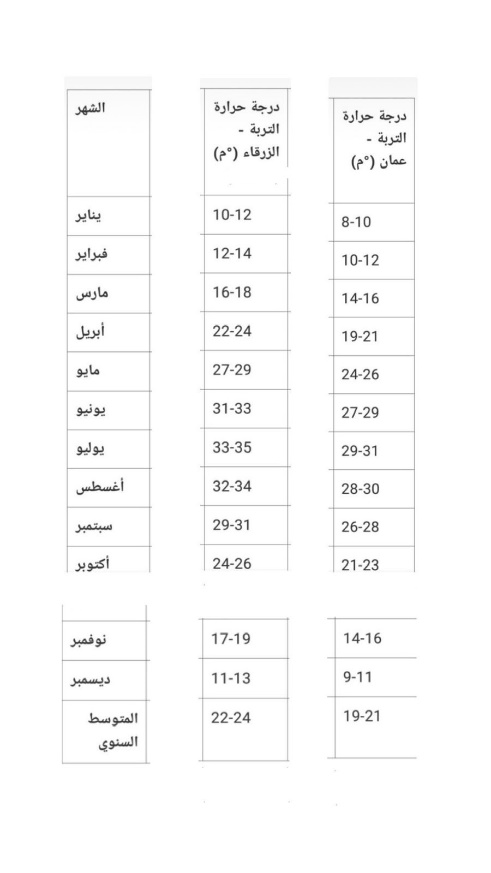 الشهر
درجة حرارة
التربة -
الزرقاء (°م)
درجة حرارة
التربة -
عمان (°م)
يناير 10-12 8-10
فبراير 12-14 10-12
مارس 16-18 14-16
أبريل 22-24 19-21
مايو 27-29 24-26
يونيو 31-33 27-29
يوليو 33-35 29-31
أغسطس 32-34 28-30
سبتمبر 29-31 26-28
أكتوبر 24-26 21-23
نوفمبر 17-19 14-16
ديسمبر 11-13 9-11
المتوسط 22-24 19-21
السنوي